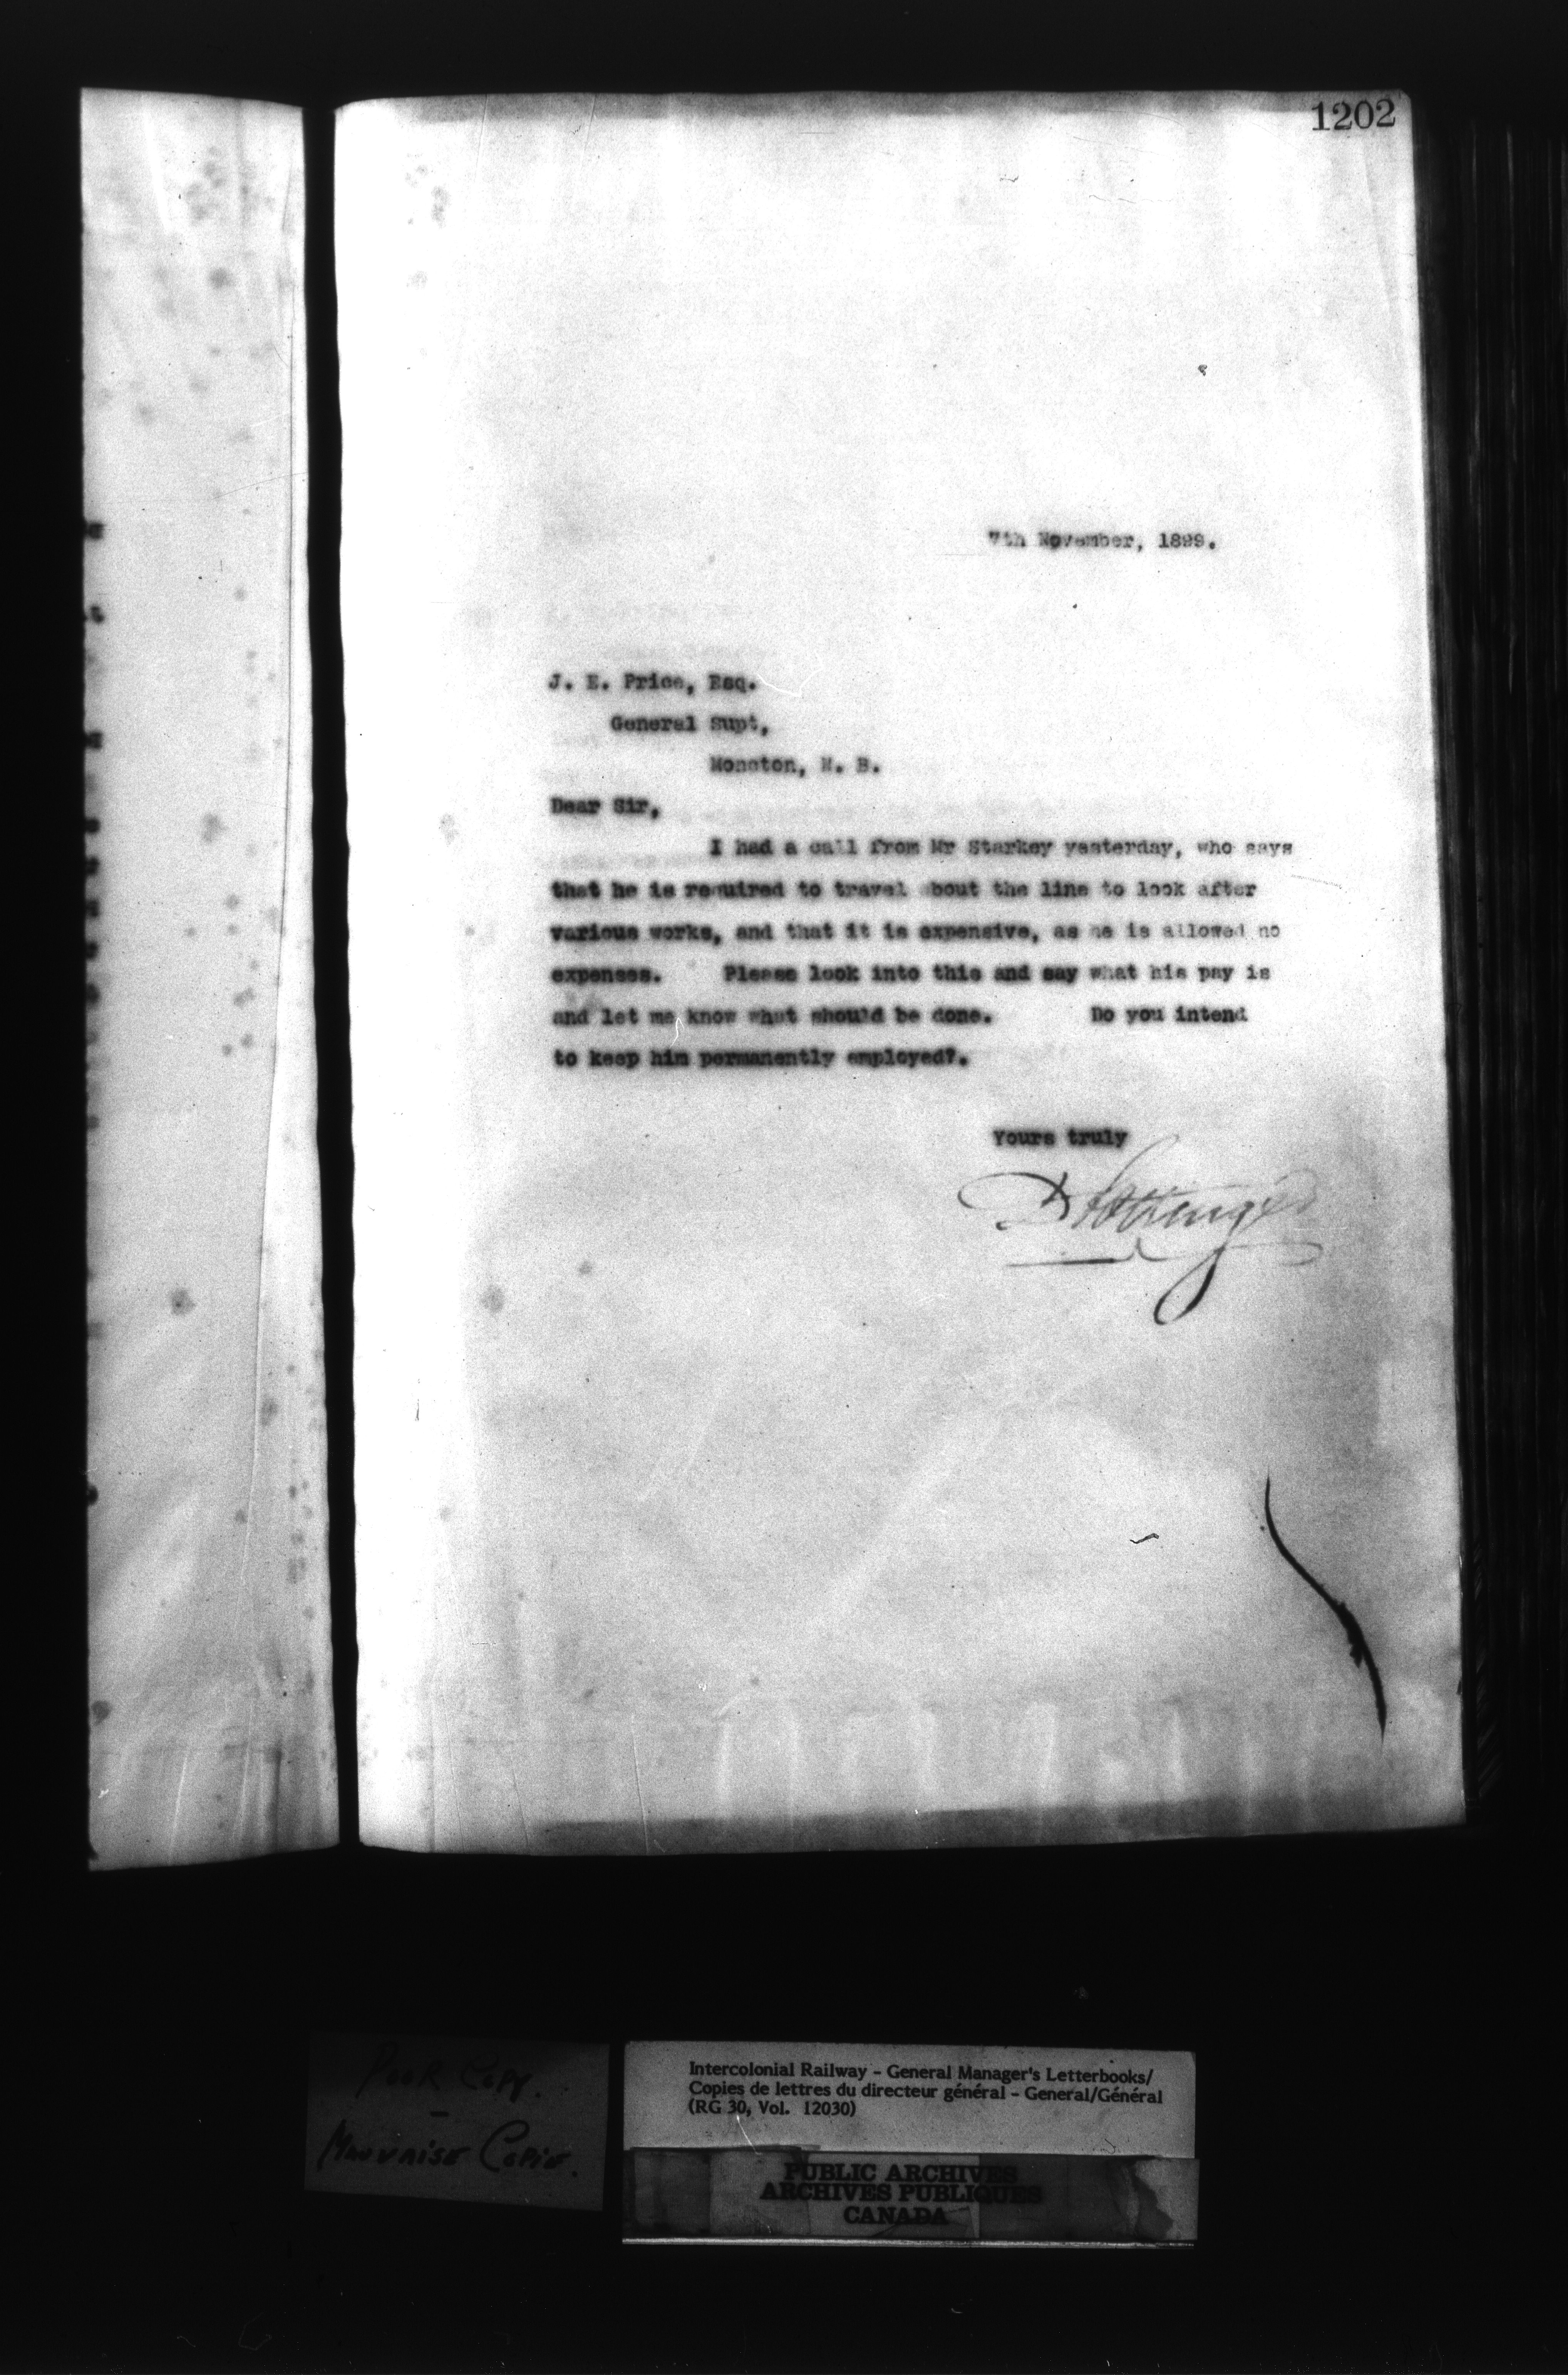 1202
7th November, 1899.
J. E. Price, Esq.
General Supt,
Moncton, N. B.
Dear Sir,
I had a call from Mr Starkey yesterday, who says
that he is required to travel about the line to look after
various works, and that it is expensive, as he is allowed no
expenses. Please look into this and say what his pay is
and let me know what should be done. Do you intend
to keep him permanently employed?.
Yours truly
D Pottinger
POOR COPY.
-
MAUVAISE COPIE.
Intercolonial Railway - General Manager's Letterbooks/
Copies de lettres du directeur général - General/Général
(RG 30, Vol. 12030)
PUBLIC ARCHIVES
ARCHIVES PUBLIQUES
CANADA